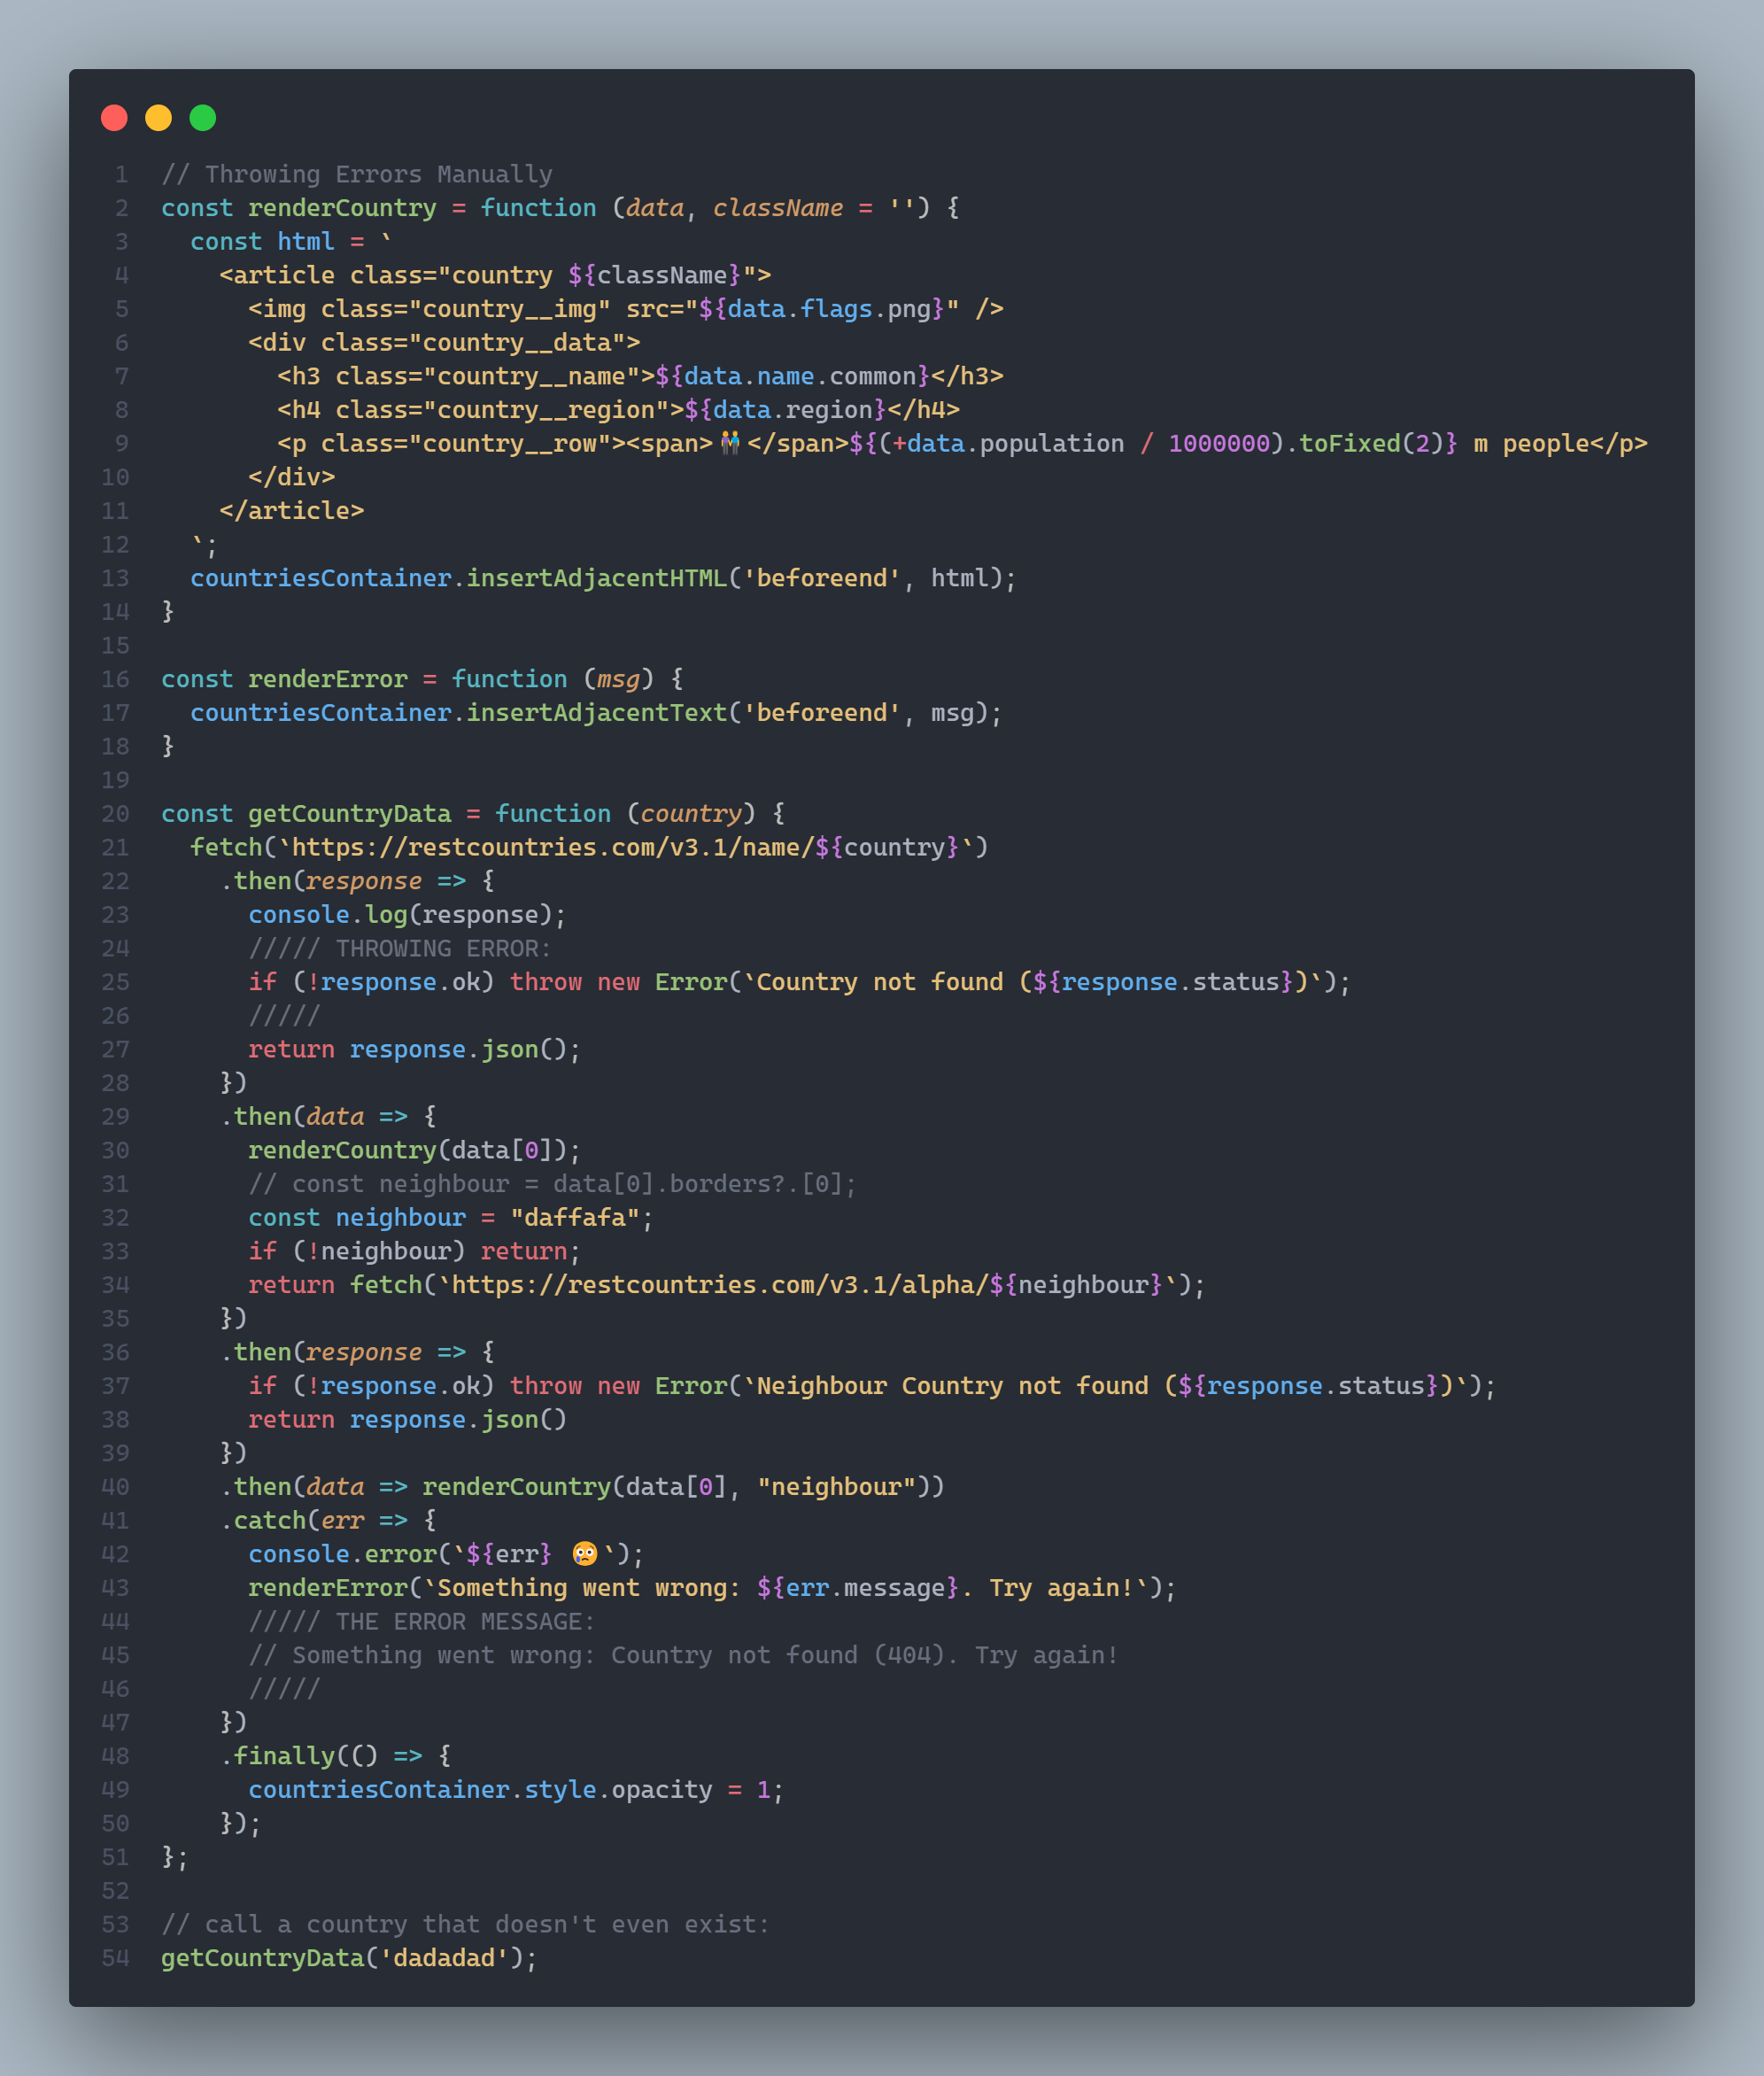 1 // Throwing Errors Manually
2 const renderCountry = function (data, className = '') {
3   const html = `
4     <article class="country ${className}">
5       <img class="country__img" src="${data.flags.png}" />
6       <div class="country__data">
7         <h3 class="country__name">${data.name.common}</h3>
8         <h4 class="country__region">${data.region}</h4>
9         <p class="country__row"><span>👫</span>${(+data.population / 1000000).toFixed(2)} m people</p>
10       </div>
11     </article>
12   `;
13   countriesContainer.insertAdjacentHTML('beforeend', html);
14 }
15
16 const renderError = function (msg) {
17   countriesContainer.insertAdjacentText('beforeend', msg);
18 }
19
20 const getCountryData = function (country) {
21   fetch(`https://restcountries.com/v3.1/name/${country}`)
22     .then(response => {
23       console.log(response);
24       ///// THROWING ERROR:
25       if (!response.ok) throw new Error(`Country not found (${response.status})`);
26       /////
27       return response.json();
28     })
29     .then(data => {
30       renderCountry(data[0]);
31       // const neighbour = data[0].borders?.[0];
32       const neighbour = "daffafa";
33       if (!neighbour) return;
34       return fetch(`https://restcountries.com/v3.1/alpha/${neighbour}`);
35     })
36     .then(response => {
37       if (!response.ok) throw new Error(`Neighbour Country not found (${response.status})`);
38       return response.json()
39     })
40     .then(data => renderCountry(data[0], "neighbour"))
41     .catch(err => {
42       console.error(`${err} 😢`);
43       renderError(`Something went wrong: ${err.message}. Try again!`);
44       ///// THE ERROR MESSAGE:
45       // Something went wrong: Country not found (404). Try again!
46       /////
47     })
48     .finally(() => {
49       countriesContainer.style.opacity = 1;
50     });
51 };
52
53 // call a country that doesn't even exist:
54 getCountryData('dadadad');